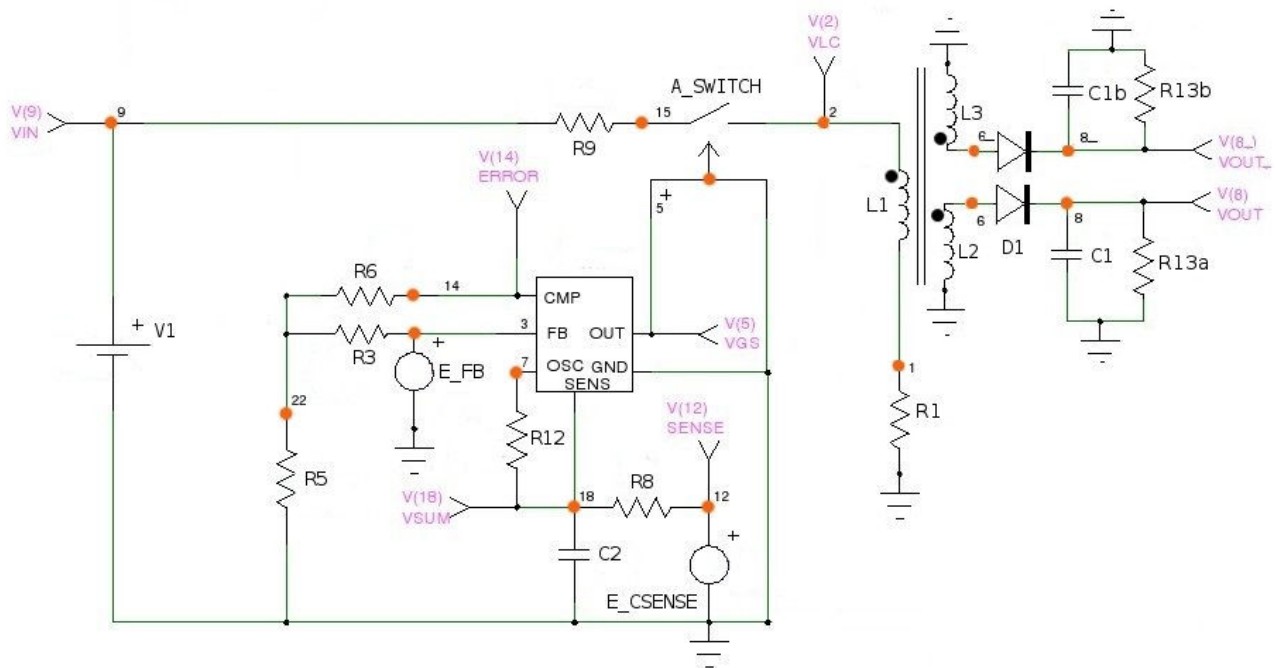 V(2)
VLC
V(9)
VIN
9
R9
15
A_SWITCH
2
L3
C1b
R13b
6_
8_
V(8_)
VOUT_
V(14)
ERROR
5
+
L1
6
D1
8
L2
C1
R13a
V(8)
VOUT
R6
14
CMP
R3
3
FB
OUT
V(5)
VGS
+
V1
+
E_FB
7
OSC
GND
SENS
1
R1
22
R5
R12
V(12)
SENSE
V(18)
VSUM
18
R8
12
C2
+
E_CSENSE